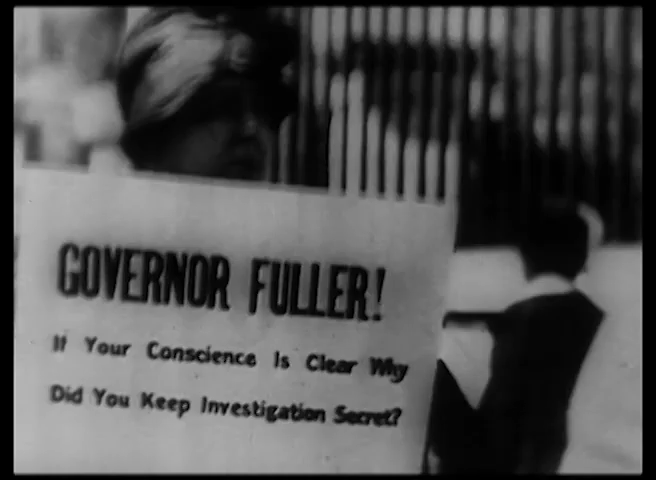 GOVERNOR FULLER!
If Your Conscience Is Clear Why
Did You Keep Investigation Secret?